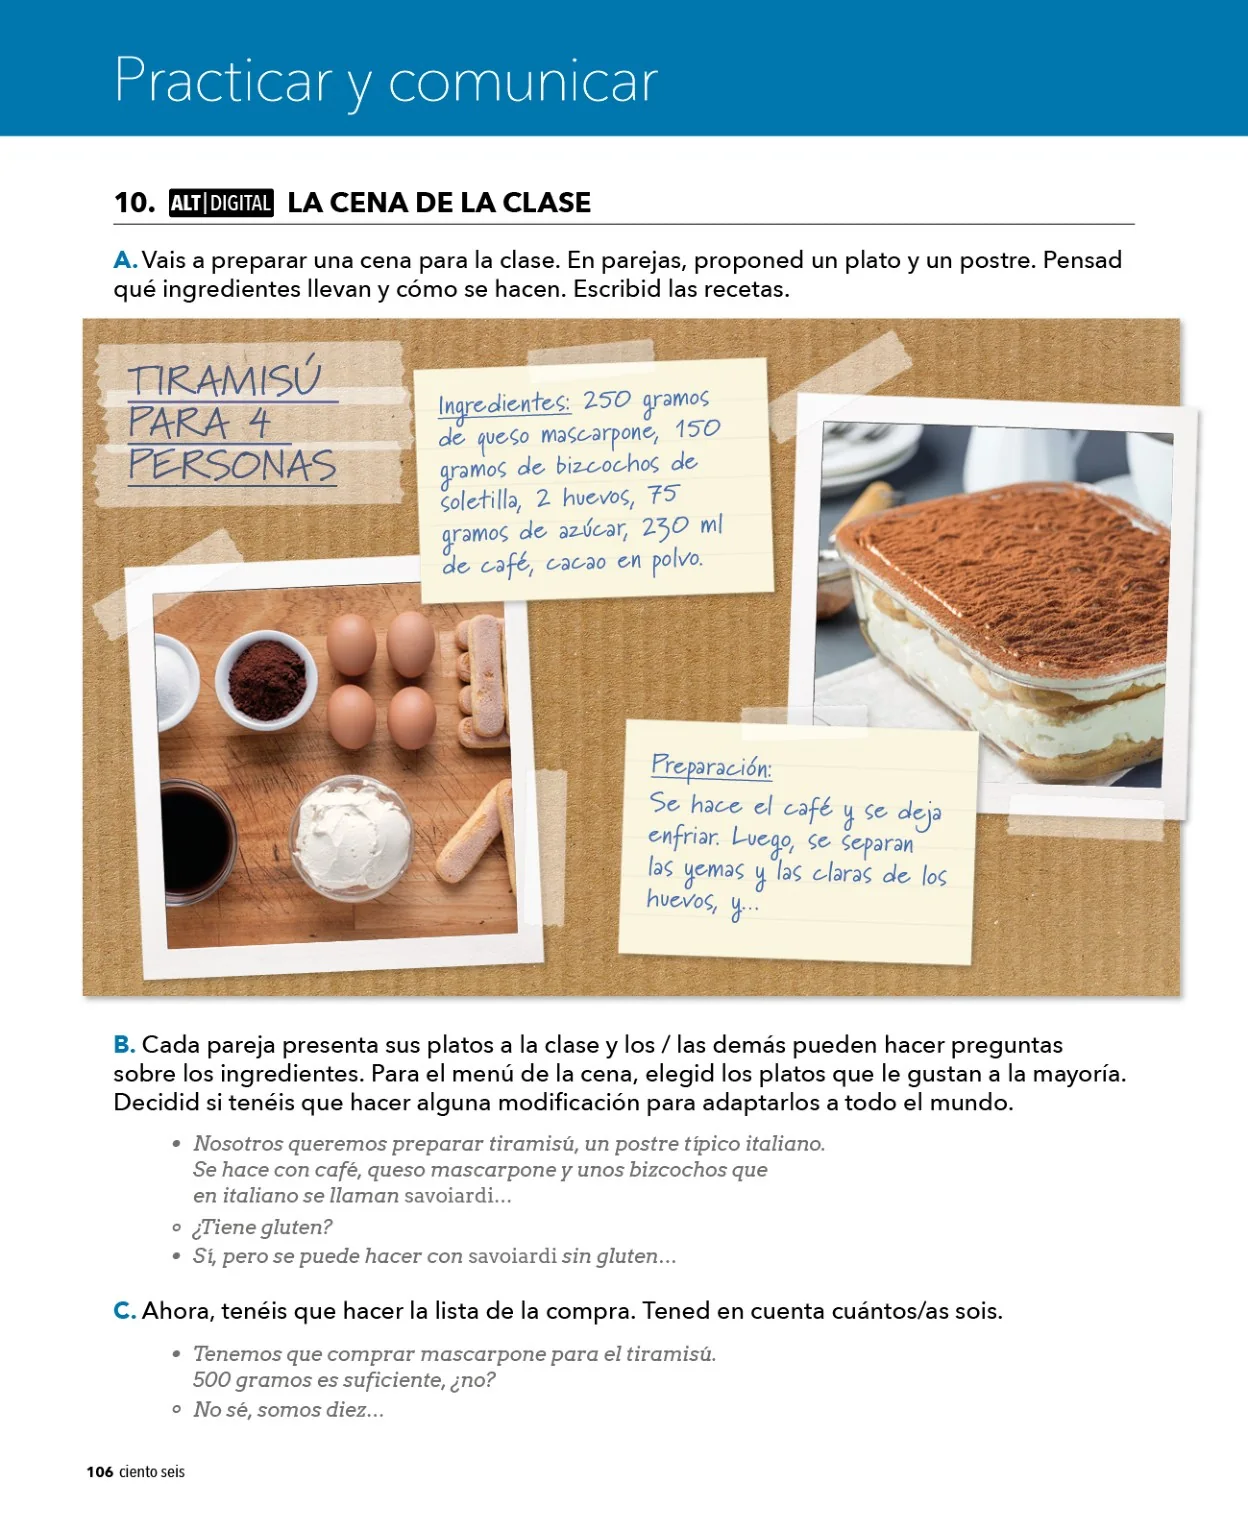 Practicar y comunicar
10. ALT|DIGITAL LA CENA DE LA CLASE
A. Vais a preparar una cena para la clase. En parejas, proponed un plato y un postre. Pensad
qué ingredientes llevan y cómo se hacen. Escribid las recetas.
TIRAMISÚ
PARA 4
PERSONAS
Ingredientes: 250 gramos
de queso mascarpone, 150
gramos de bizcochos de
soletilla, 2 huevos, 75
gramos de azúcar, 230 ml
de café, cacao en polvo.
Preparación:
Se hace el café y se deja
enfriar. Luego, se separan
las yemas y las claras de los
huevos, y...
B. Cada pareja presenta sus platos a la clase y los / las demás pueden hacer preguntas
sobre los ingredientes. Para el menú de la cena, elegid los platos que le gustan a la mayoría.
Decidid si tenéis que hacer alguna modificación para adaptarlos a todo el mundo.
• Nosotros queremos preparar tiramisú, un postre típico italiano.
Se hace con café, queso mascarpone y unos bizcochos que
en italiano se llaman savoiardi...
○ ¿Tiene gluten?
• Sí, pero se puede hacer con savoiardi sin gluten...
C. Ahora, tenéis que hacer la lista de la compra. Tened en cuenta cuántos/as sois.
• Tenemos que comprar mascarpone para el tiramisú.
500 gramos es suficiente, ¿no?
○ No sé, somos diez...
106 ciento seis